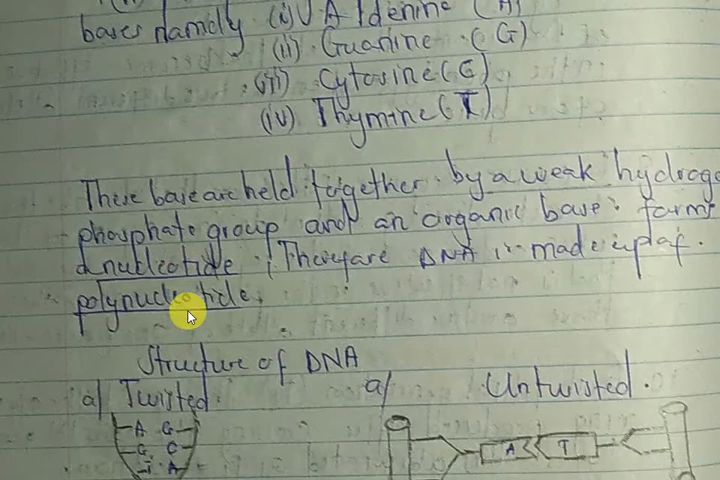 bases namely (i) Adenine (A)
(ii) Guanine (G)
(iii) Cytosine (C)
(iv) Thymine (T)
These base are held together by a weak hydroge
phosphate group and an organic base forms
a nucleotide ; Therefore DNA is made up of
polynucleotide.
Structure of DNA
a) Twisted
a) Untwisted.
A G
G C
T A
A T